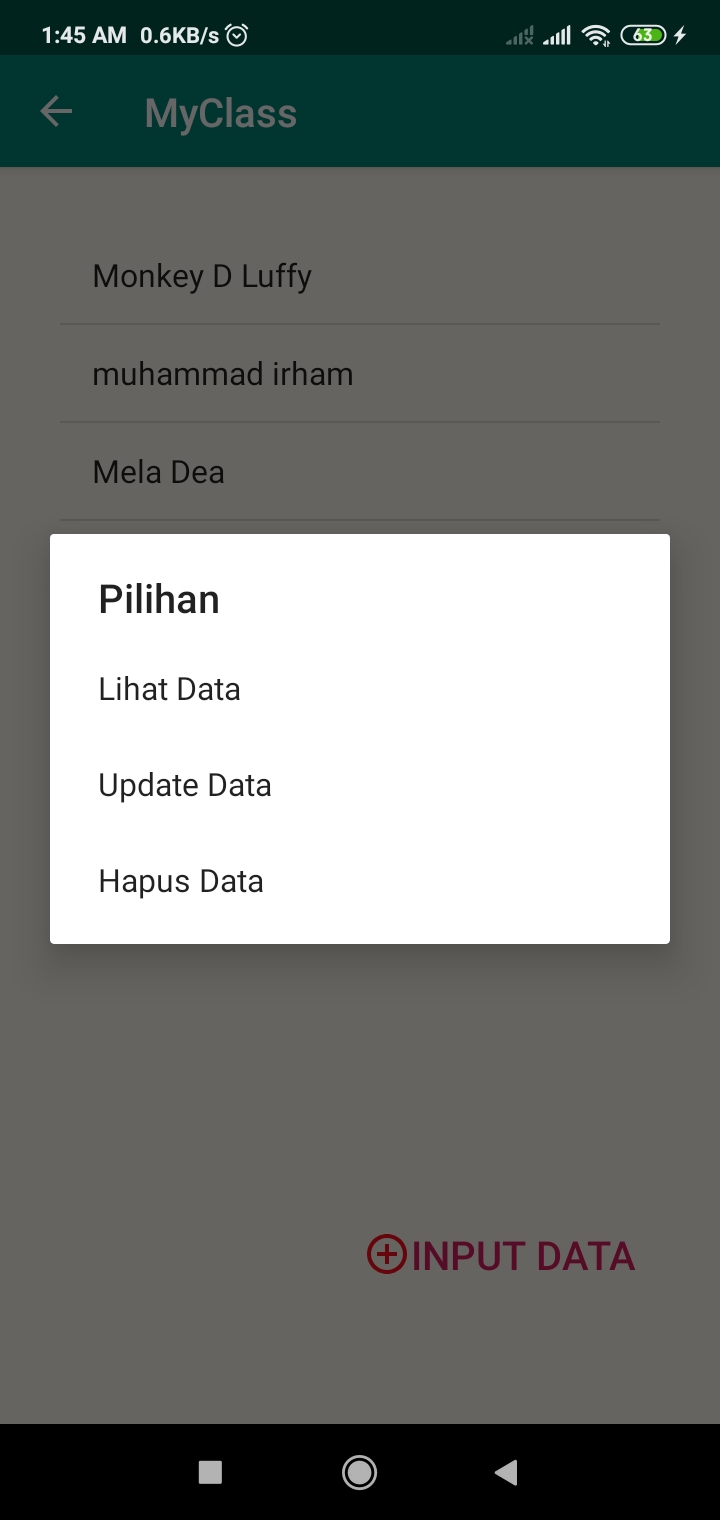 1:45 AM 0.6KB/s 63
MyClass
Monkey D Luffy
muhammad irham
Mela Dea
Pilihan
Lihat Data
Update Data
Hapus Data
INPUT DATA